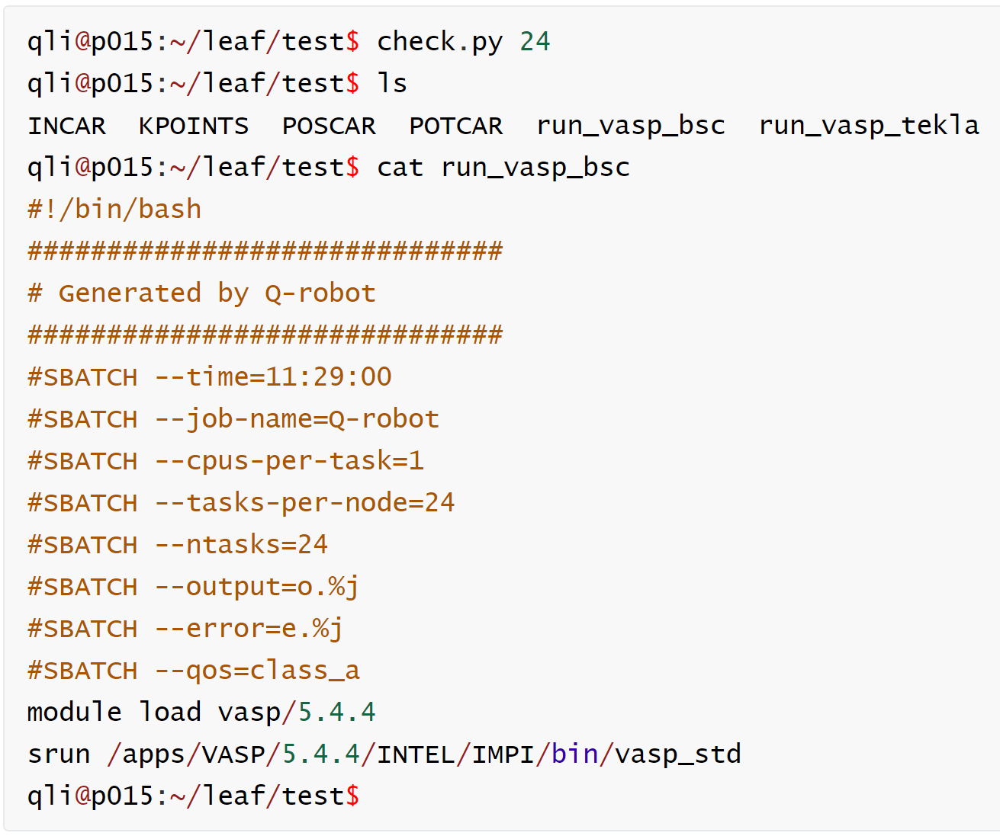 qli@p015:~/leaf/test$ check.py 24
qli@p015:~/leaf/test$ ls
INCAR  KPOINTS  POSCAR  POTCAR  run_vasp_bsc  run_vasp_tekla
qli@p015:~/leaf/test$ cat run_vasp_bsc
#!/bin/bash
##############################
# Generated by Q-robot
##############################
#SBATCH --time=11:29:00
#SBATCH --job-name=Q-robot
#SBATCH --cpus-per-task=1
#SBATCH --tasks-per-node=24
#SBATCH --ntasks=24
#SBATCH --output=o.%j
#SBATCH --error=e.%j
#SBATCH --qos=class_a
module load vasp/5.4.4
srun /apps/VASP/5.4.4/INTEL/IMPI/bin/vasp_std
qli@p015:~/leaf/test$